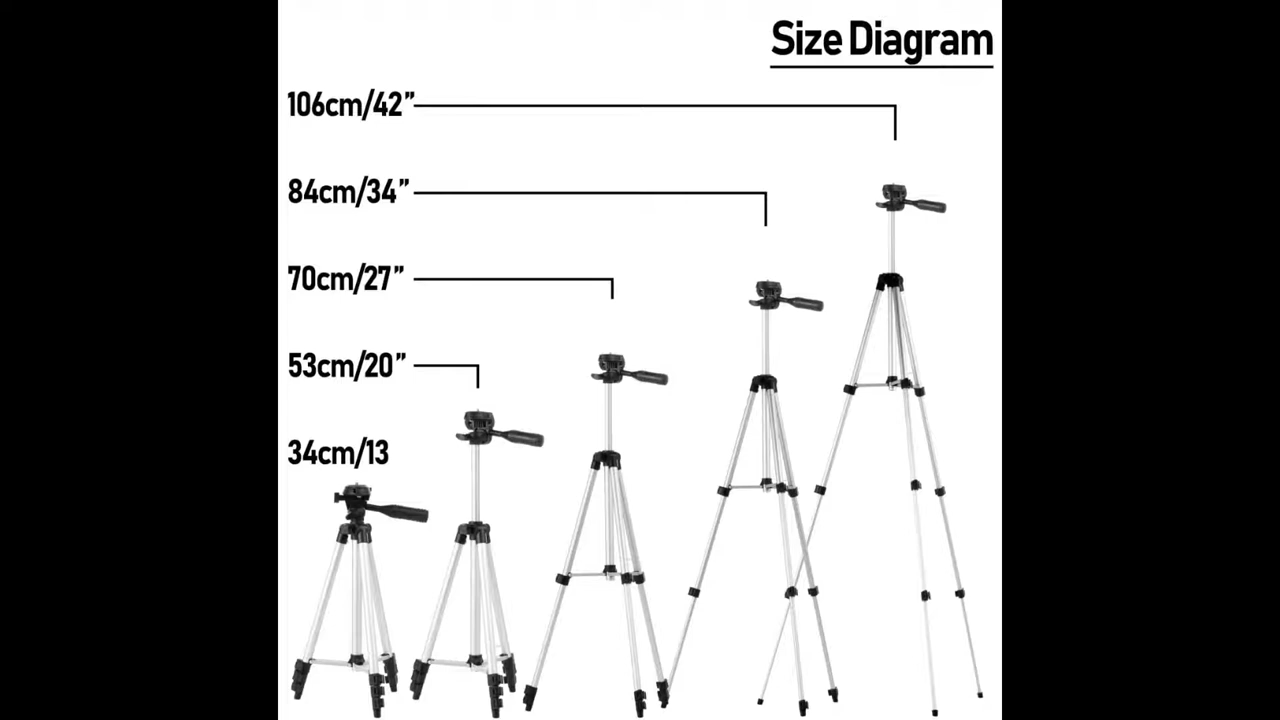 Size Diagram
106cm/42”
84cm/34”
70cm/27”
53cm/20”
34cm/13